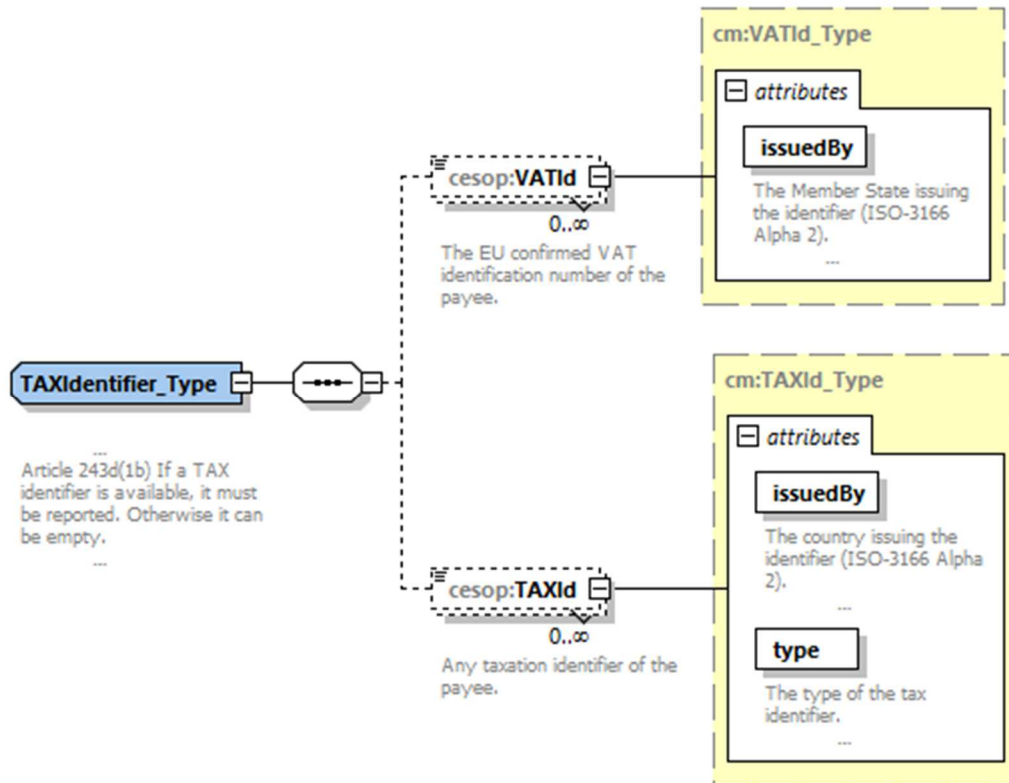 cm:VATId_Type
attributes
issuedBy
The Member State issuing
the identifier (ISO-3166
Alpha 2).
...
cesop:VATId
0..∞
The EU confirmed VAT
identification number of the
payee.
TAXIdentifier_Type
...
Article 243d(1b) If a TAX
identifier is available, it must
be reported. Otherwise it can
be empty.
...
cm:TAXId_Type
attributes
issuedBy
The country issuing the
identifier (ISO-3166 Alpha
2).
...
cesop:TAXId
0..∞
Any taxation identifier of the
payee.
type
The type of the tax
identifier.
...